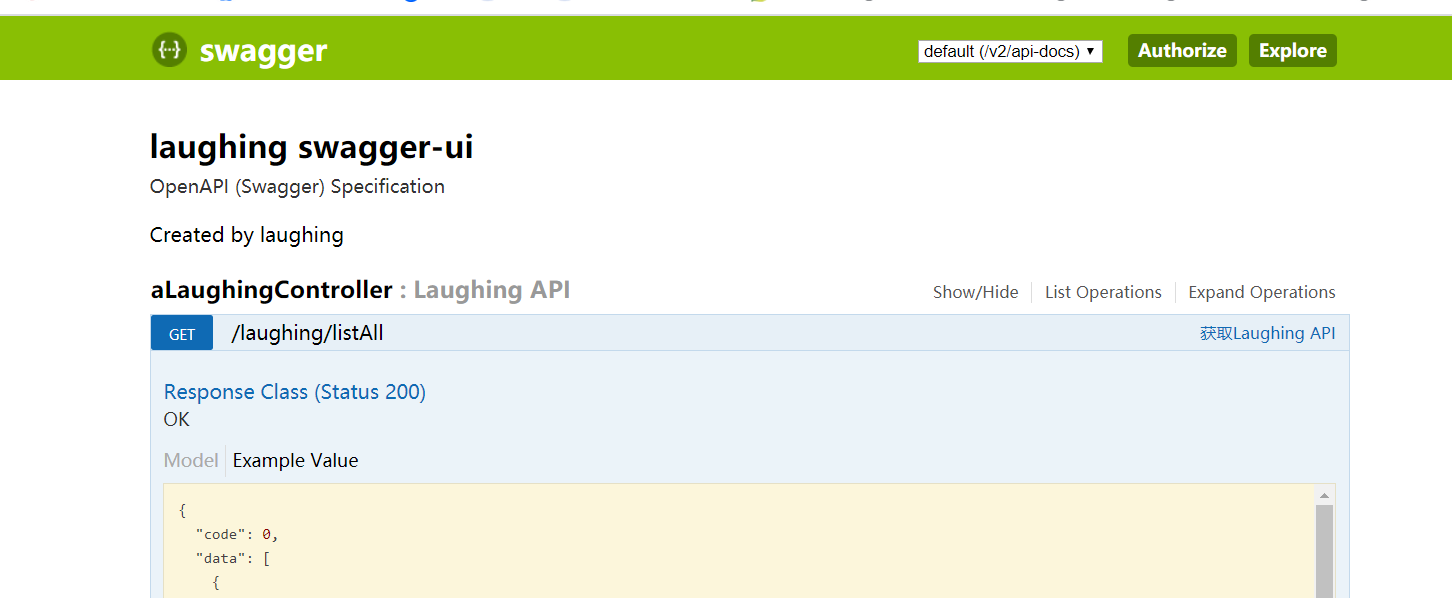 {···} swagger default (/v2/api-docs) ▼ Authorize Explore
laughing swagger-ui
OpenAPI (Swagger) Specification
Created by laughing
aLaughingController : Laughing API Show/Hide List Operations Expand Operations
GET /laughing/listAll 获取Laughing API
Response Class (Status 200)
OK
Model Example Value
{
"code": 0,
"data": [
{